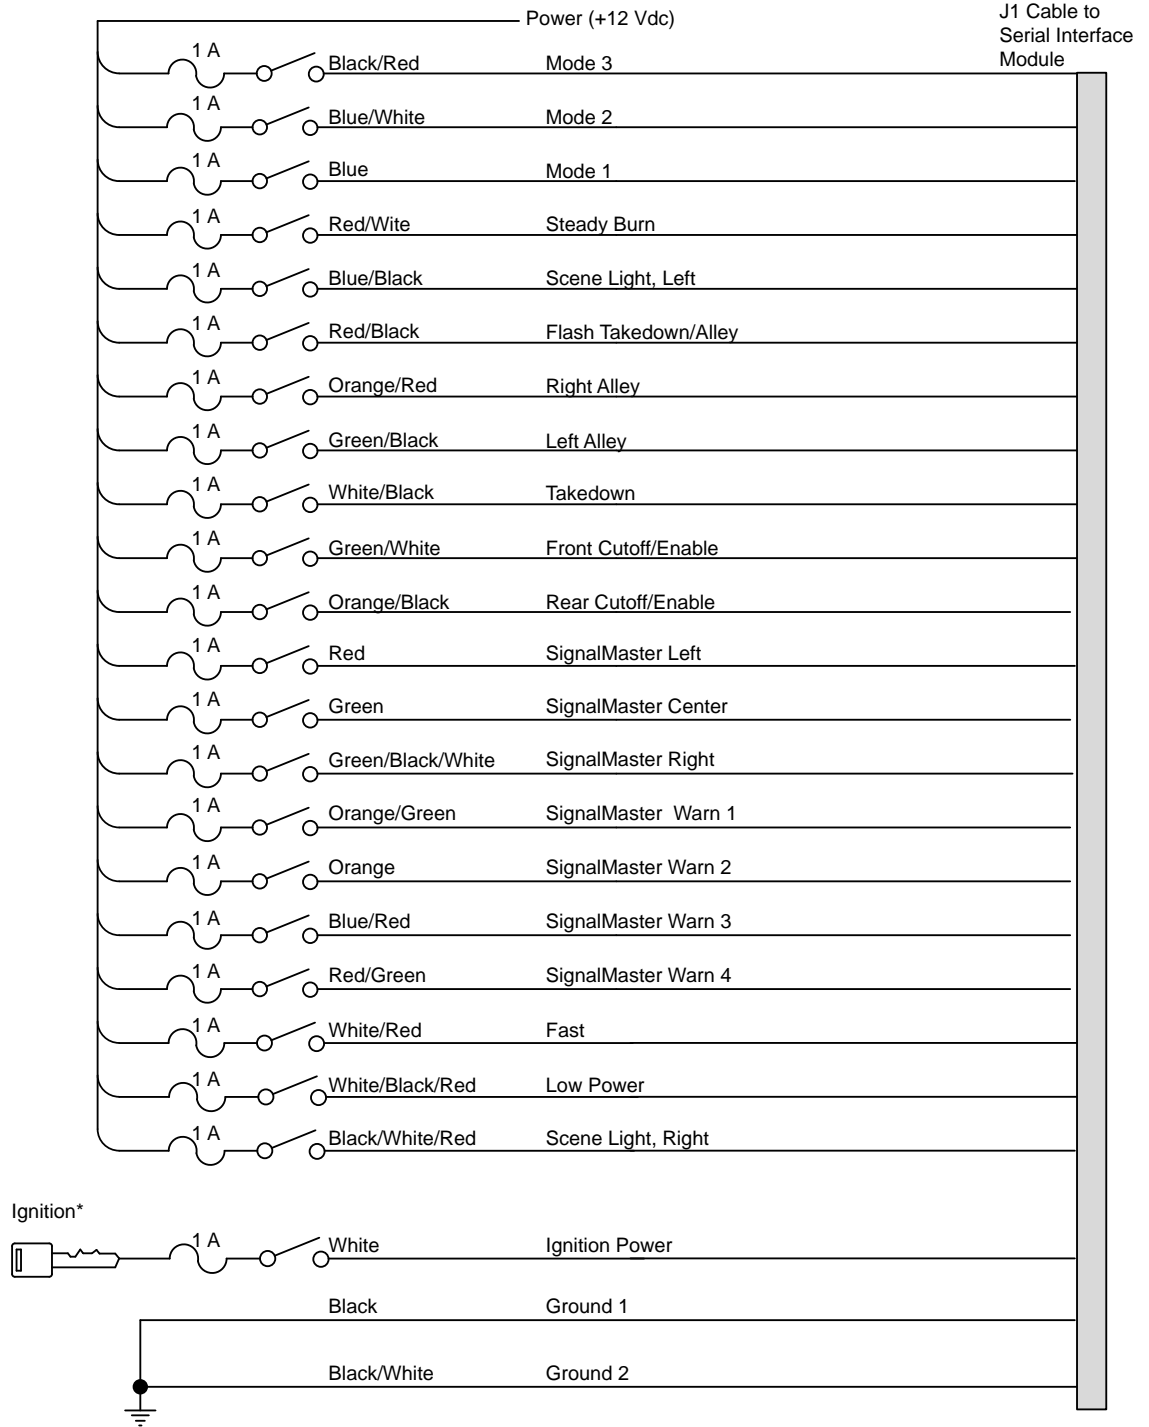 Power (+12 Vdc)
J1 Cable to
Serial Interface
Module
1 A Black/Red Mode 3
1 A Blue/White Mode 2
1 A Blue Mode 1
1 A Red/Wite Steady Burn
1 A Blue/Black Scene Light, Left
1 A Red/Black Flash Takedown/Alley
1 A Orange/Red Right Alley
1 A Green/Black Left Alley
1 A White/Black Takedown
1 A Green/White Front Cutoff/Enable
1 A Orange/Black Rear Cutoff/Enable
1 A Red SignalMaster Left
1 A Green SignalMaster Center
1 A Green/Black/White SignalMaster Right
1 A Orange/Green SignalMaster Warn 1
1 A Orange SignalMaster Warn 2
1 A Blue/Red SignalMaster Warn 3
1 A Red/Green SignalMaster Warn 4
1 A White/Red Fast
1 A White/Black/Red Low Power
1 A Black/White/Red Scene Light, Right
Ignition*
1 A White Ignition Power
Black Ground 1
Black/White Ground 2